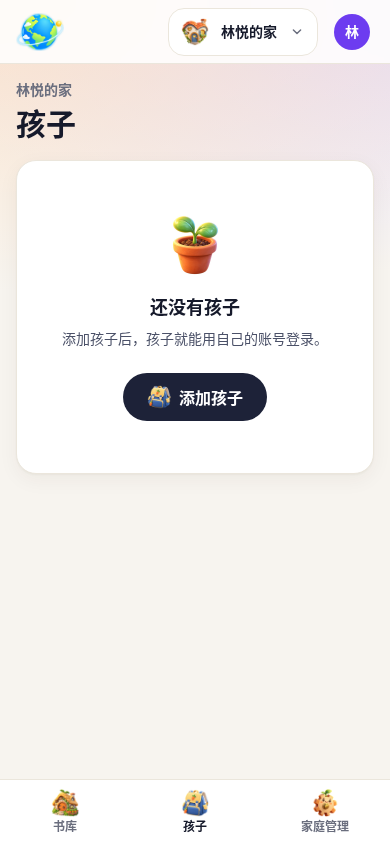 林悦的家
林
林悦的家
孩子
还没有孩子
添加孩子后，孩子就能用自己的账号登录。
添加孩子
书库
孩子
家庭管理